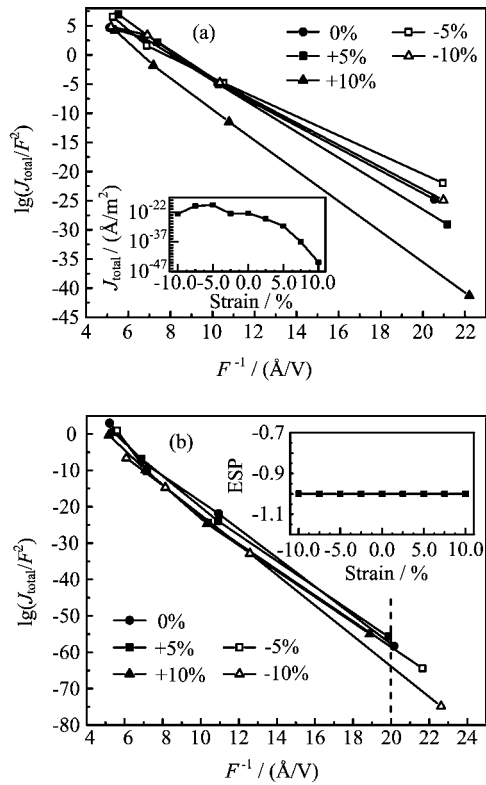 (a)
0%
-5%
+5%
-10%
+10%
10
5
0
-5
-10
-15
-20
-25
-30
-35
-40
-45
lg(J_total/F²)
J_total / (Å/m²)
10⁻²²
10⁻³⁷
10⁻⁴⁷
-10.0 -5.0 0.0 5.0 10.0
Strain / %
4 6 8 10 12 14 16 18 20 22
F⁻¹ / (Å/V)
(b)
0
-10
-20
-30
-40
-50
-60
-70
-80
lg(J_total/F²)
ESP
-0.7
-0.9
-1.1
-10.0 -5.0 0.0 5.0 10.0
Strain / %
0%
+5%
-5%
+10%
-10%
4 6 8 10 12 14 16 18 20 22 24
F⁻¹ / (Å/V)